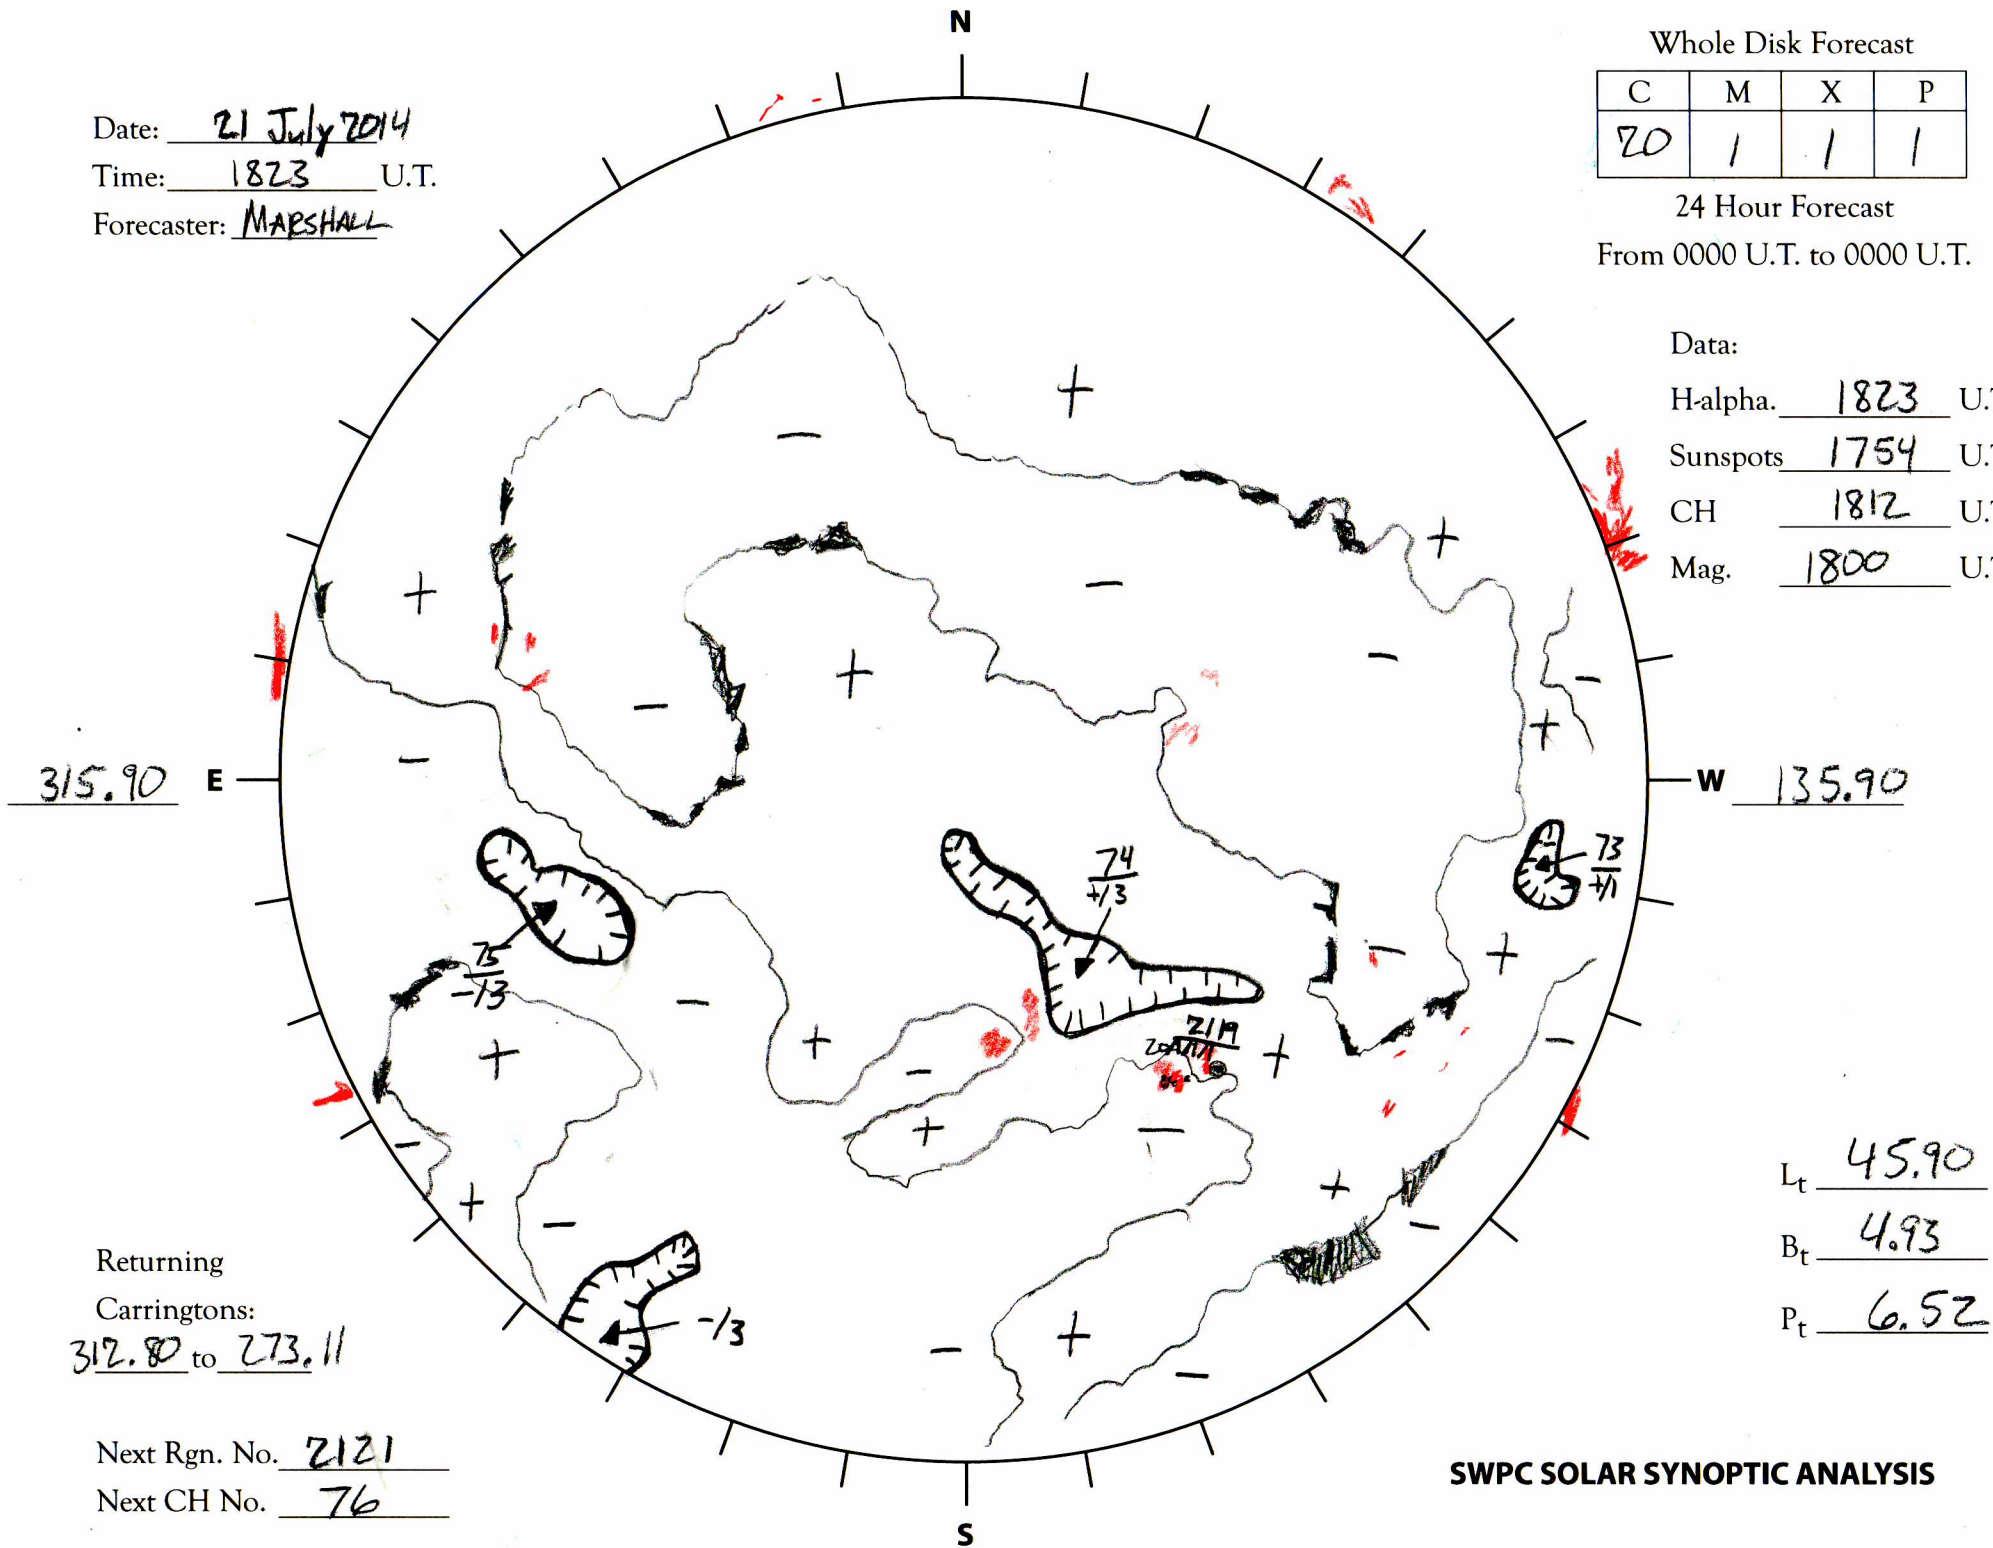 N
Whole Disk Forecast
C M X P
20 1 1 1
24 Hour Forecast
From 0000 U.T. to 0000 U.T.
Date: 21 July 2014
Time: 1823 U.T.
Forecaster: MARSHALL
Data:
H-alpha. 1823 U.T
Sunspots 1754 U.T
CH 1812 U.T
Mag. 1800 U.T
+
−
+
+
−
−
+
−
−
+
+
−
315.90 E
W 135.90
74
+/3
73
+/1
75
-/3
−
+
−
+
−
+
−
2119
+
−
+
−
−
+
+
−
−
-/3
+
−
−
Lt 45.90
Bt 4.93
Pt 6.52
Returning
Carringtons:
312.80 to 273.11
Next Rgn. No. 2121
Next CH No. 76
SWPC SOLAR SYNOPTIC ANALYSIS
S